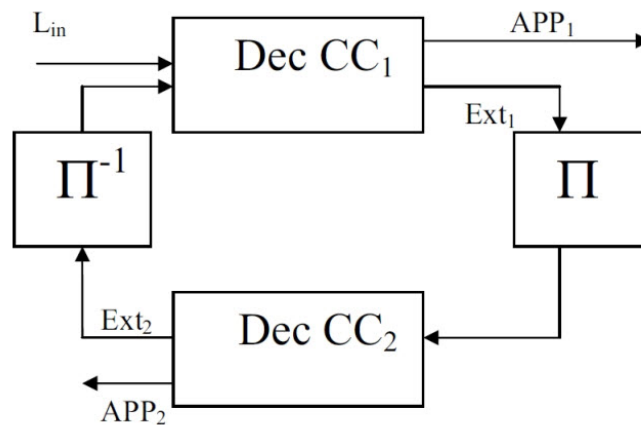 L_in
Dec CC_1
APP_1
Ext_1
Π^-1
Π
Ext_2
Dec CC_2
APP_2